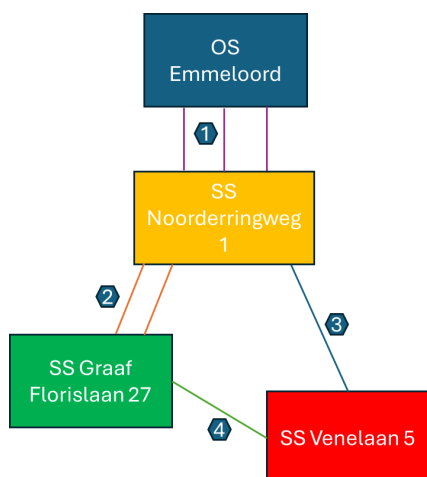 OS
Emmeloord
1
SS
Noorderringweg
1
2
3
SS Graaf
Florislaan 27
4
SS Venelaan 5